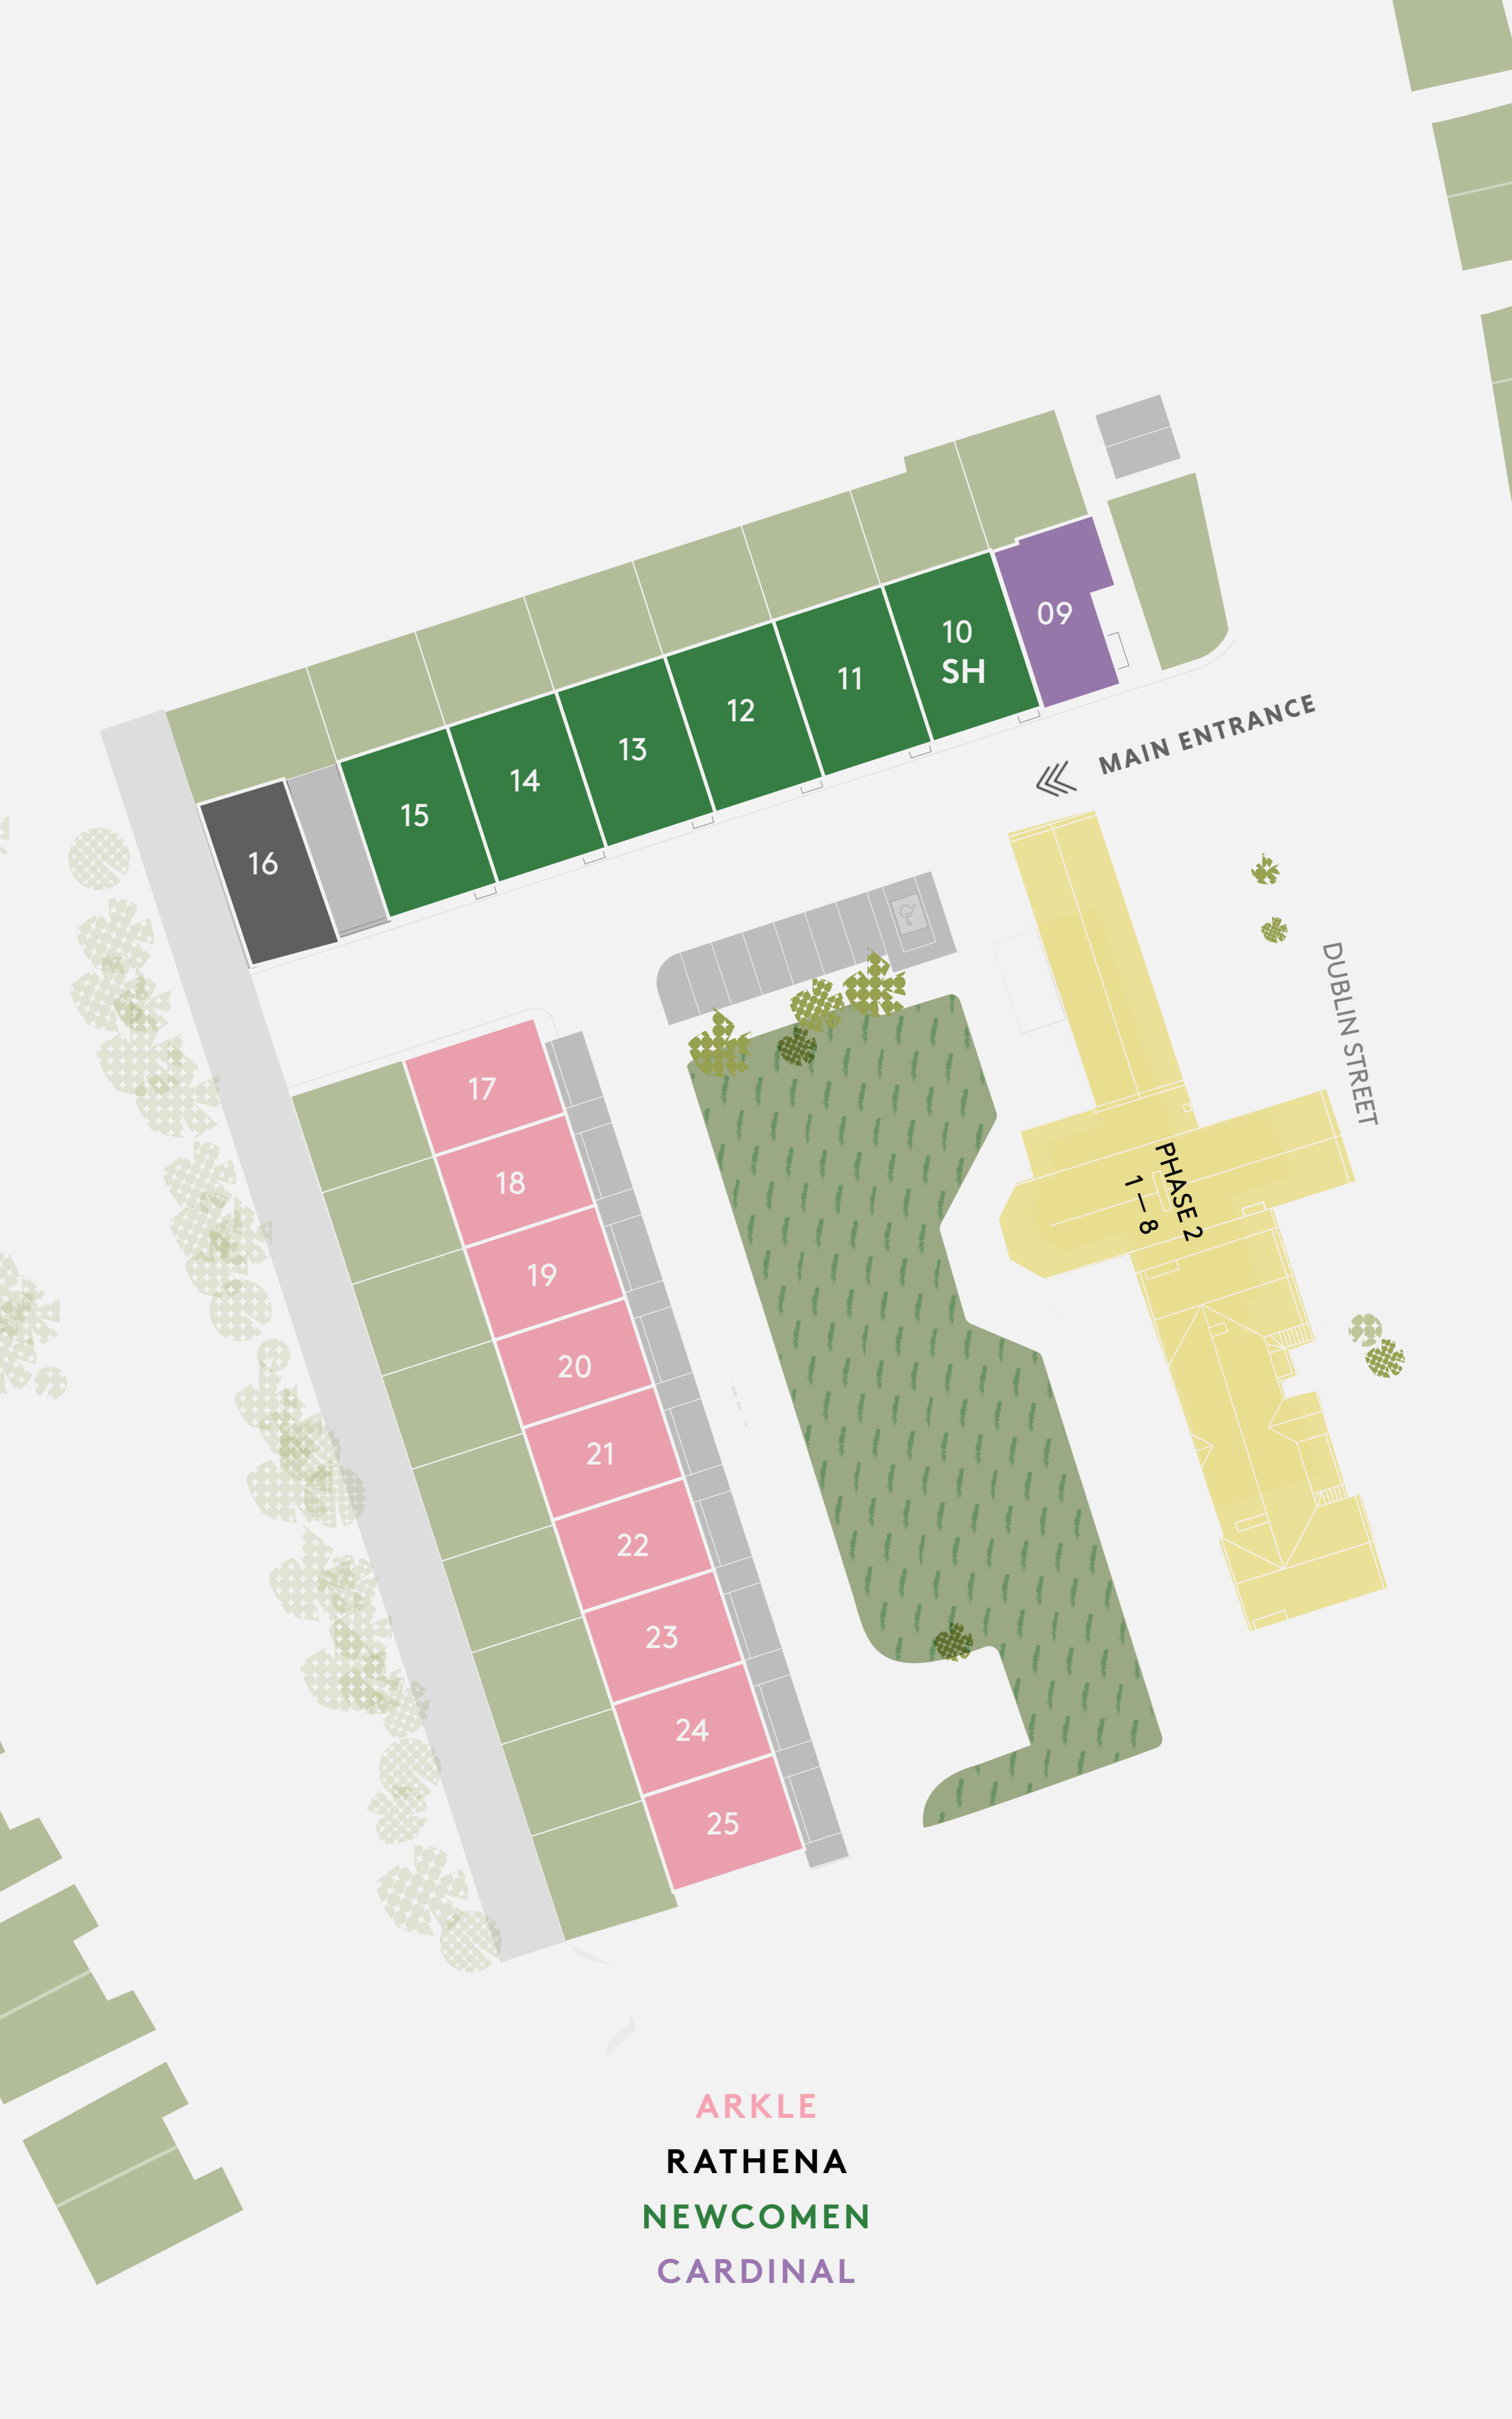 09
10
SH
11
12
13
14
15
16
MAIN ENTRANCE
DUBLIN STREET
PHASE 2
1—8
17
18
19
20
21
22
23
24
25
ARKLE
RATHENA
NEWCOMEN
CARDINAL